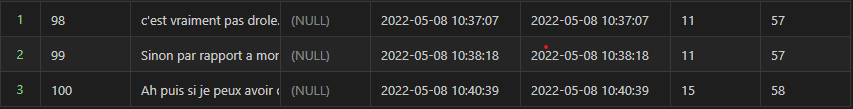 1 98 c'est vraiment pas drole. (NULL) 2022-05-08 10:37:07 2022-05-08 10:37:07 11 57
2 99 Sinon par rapport a mor (NULL) 2022-05-08 10:38:18 2022-05-08 10:38:18 11 57
3 100 Ah puis si je peux avoir (NULL) 2022-05-08 10:40:39 2022-05-08 10:40:39 15 58